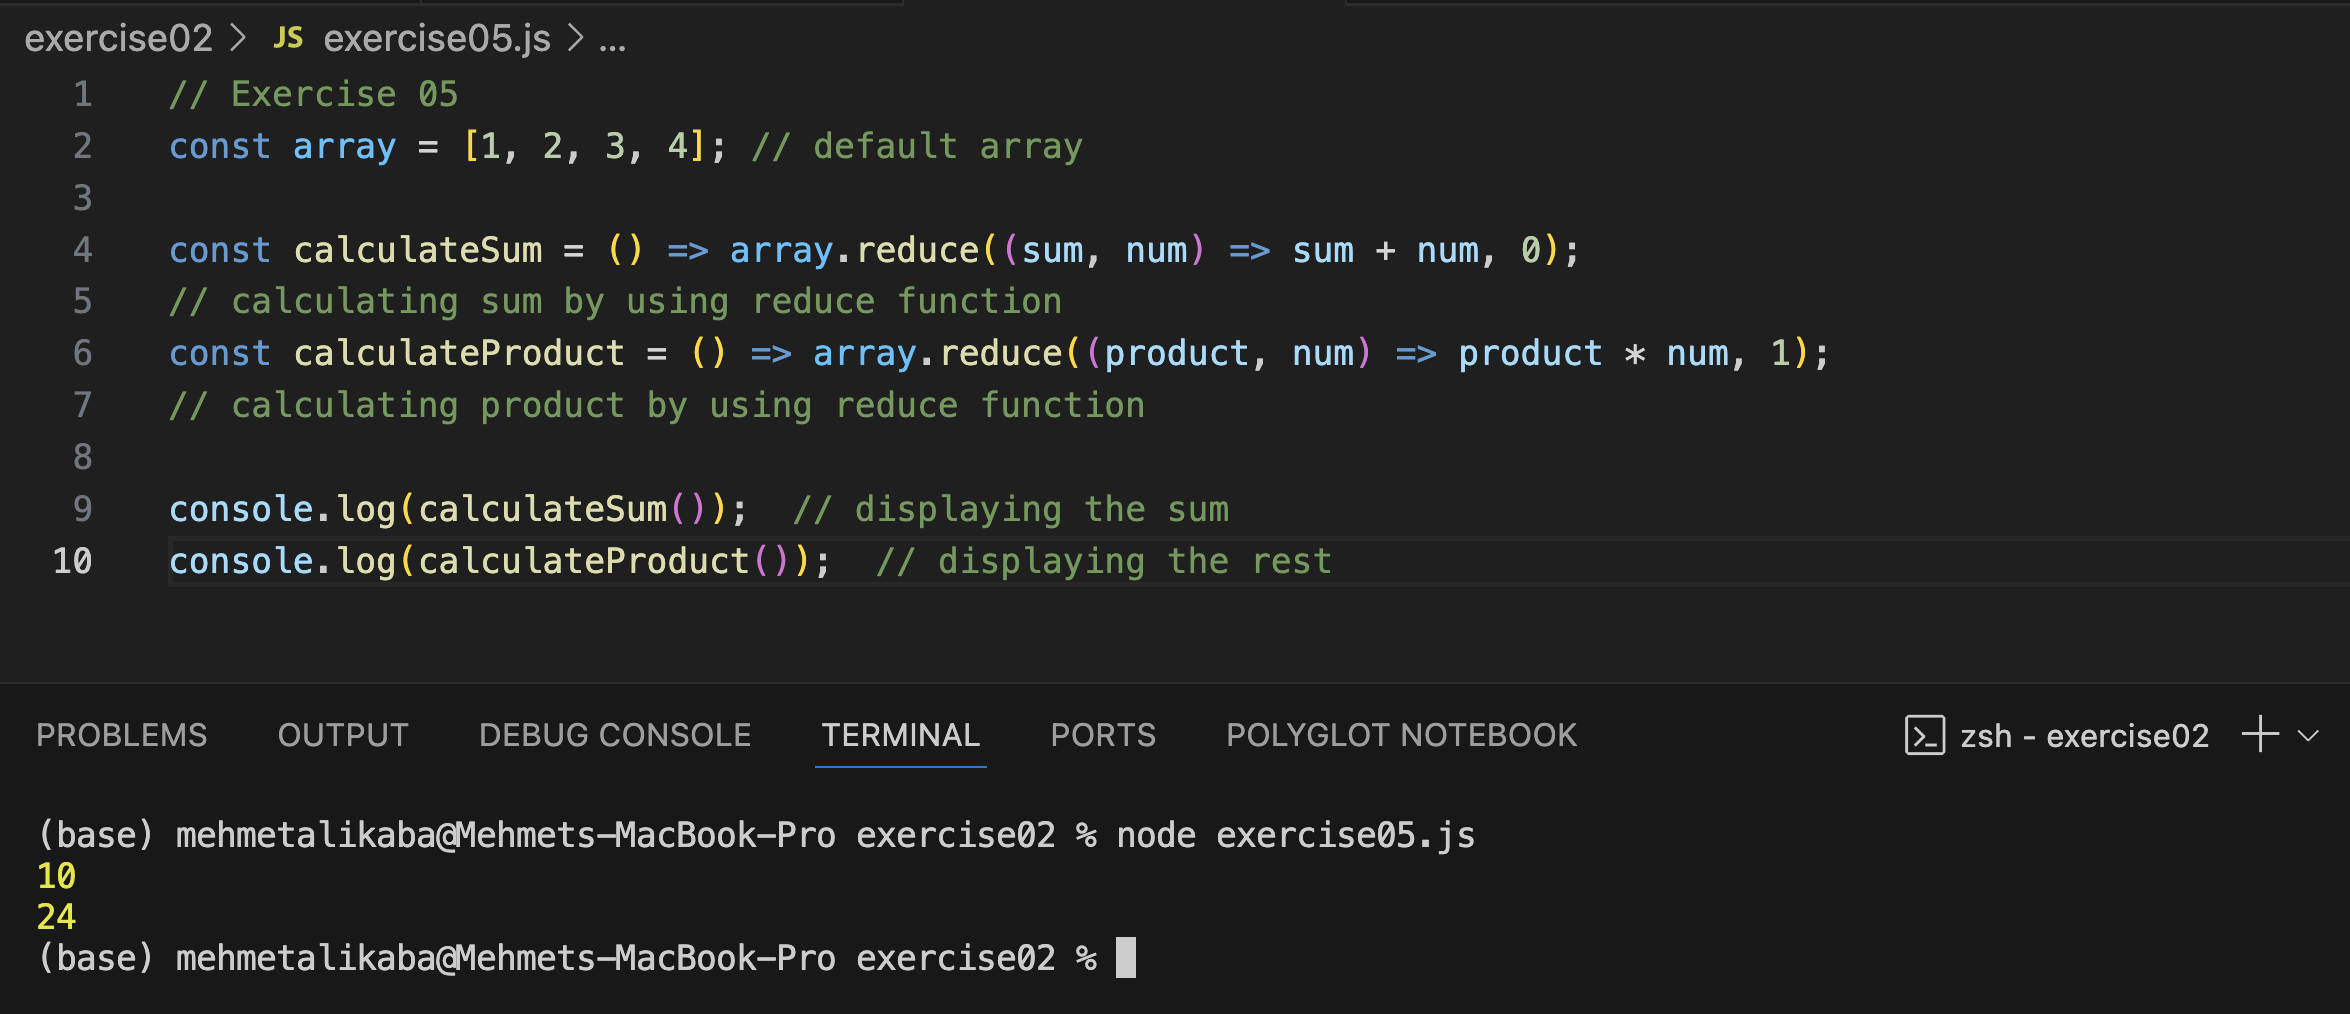 exercise02 > JS exercise05.js > ...
1 // Exercise 05
2 const array = [1, 2, 3, 4]; // default array
3
4 const calculateSum = () => array.reduce((sum, num) => sum + num, 0);
5 // calculating sum by using reduce function
6 const calculateProduct = () => array.reduce((product, num) => product * num, 1);
7 // calculating product by using reduce function
8
9 console.log(calculateSum());  // displaying the sum
10 console.log(calculateProduct());  // displaying the rest
PROBLEMS OUTPUT DEBUG CONSOLE TERMINAL PORTS POLYGLOT NOTEBOOK zsh - exercise02
(base) mehmetalikaba@Mehmets-MacBook-Pro exercise02 % node exercise05.js
10
24
(base) mehmetalikaba@Mehmets-MacBook-Pro exercise02 %